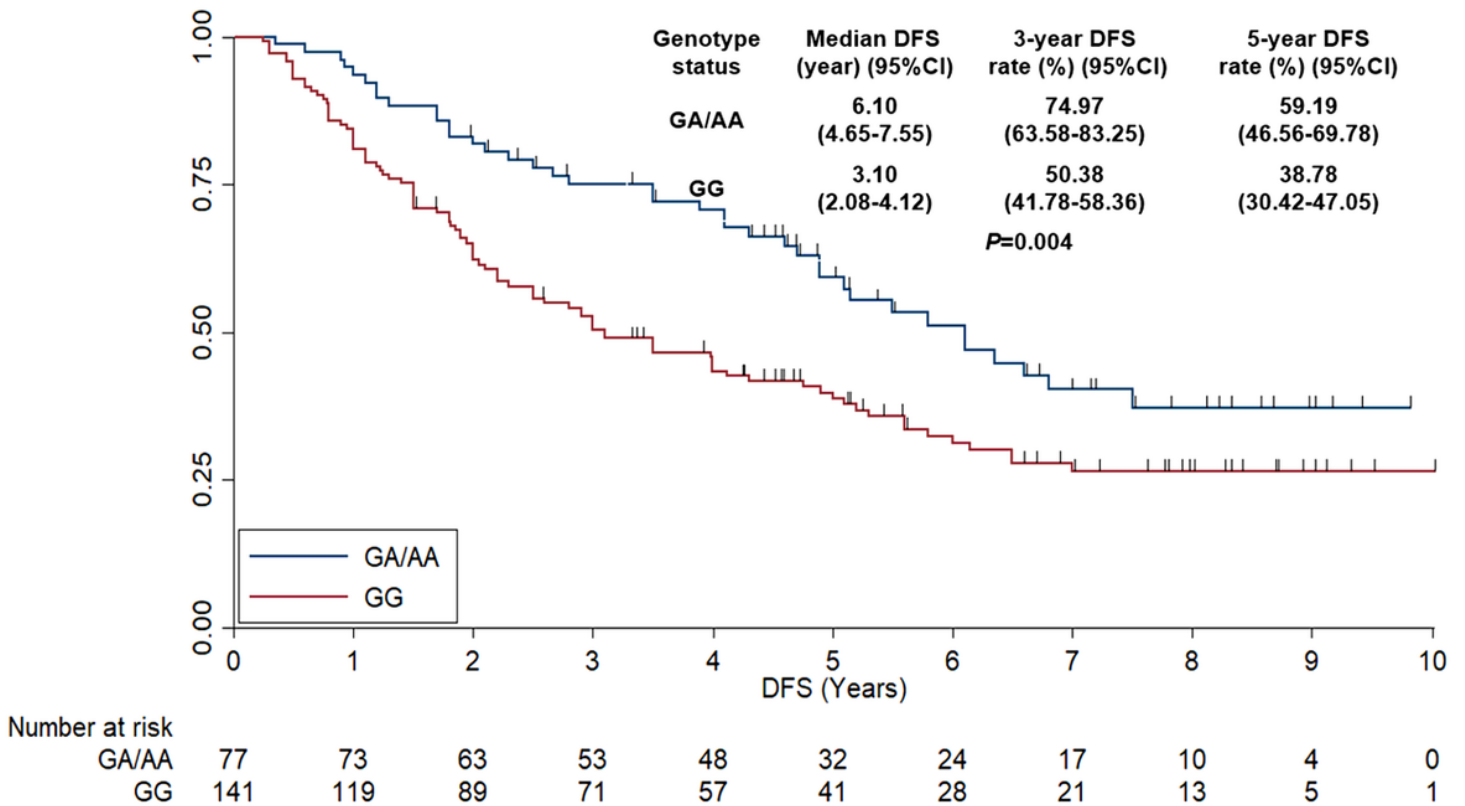 Genotype status Median DFS (year) (95%CI) 3-year DFS rate (%) (95%CI) 5-year DFS rate (%) (95%CI)
GA/AA 6.10 (4.65-7.55) 74.97 (63.58-83.25) 59.19 (46.56-69.78)
GG 3.10 (2.08-4.12) 50.38 (41.78-58.36) 38.78 (30.42-47.05)
P=0.004
1.00
0.75
0.50
0.25
0.00
GA/AA
GG
0 1 2 3 4 5 6 7 8 9 10
DFS (Years)
Number at risk
GA/AA 77 73 63 53 48 32 24 17 10 4 0
GG 141 119 89 71 57 41 28 21 13 5 1